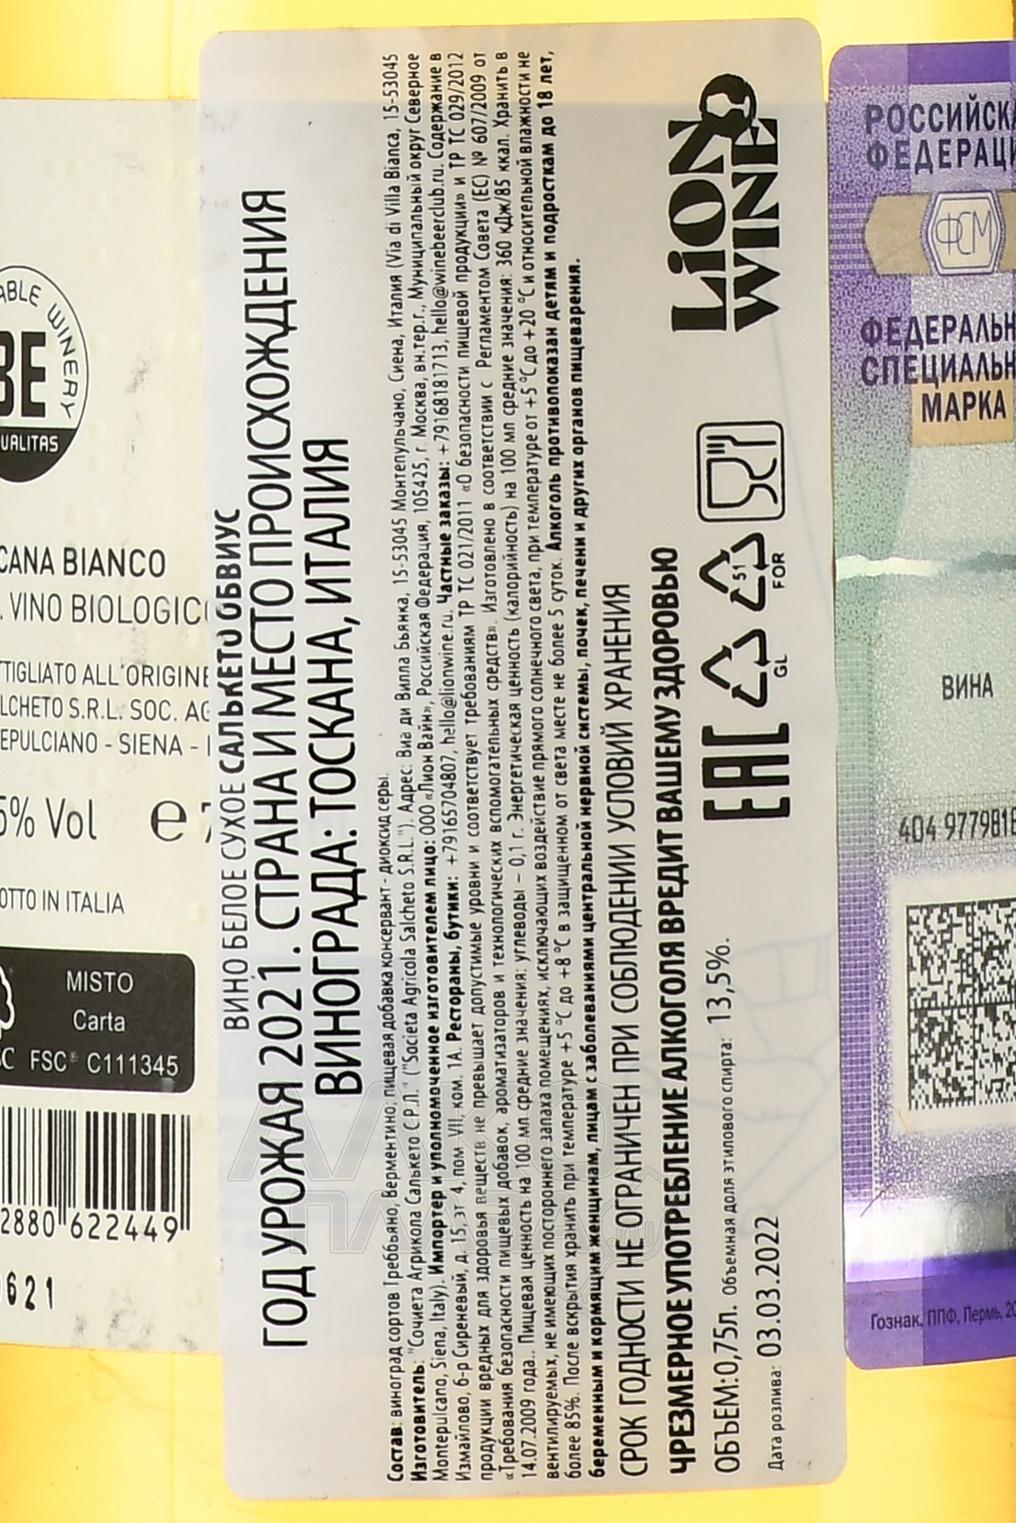 ABLE WINERY
BE
UALITAS
CANA BIANCO
. VINO BIOLOGIC
TTIGLIATO ALL'ORIGINE
LCHETO S.R.L. SOC. AG
EPULCIANO - SIENA -
5% Vol e
OTTO IN ITALIA
MISTO
Carta
FSC® C111345
2880 622449
0621
ВИНО БЕЛОЕ СУХОЕ САЛЬКЕТО ОБВИУС
ГОД УРОЖАЯ 2021. СТРАНА И МЕСТО ПРОИСХОЖДЕНИЯ
ВИНОГРАДА: ТОСКАНА, ИТАЛИЯ
Состав: виноград сортов Треббьяно, Верментино, пищевая добавка консервант - диоксид серы.
Изготовитель: "Сочиета Агрикола Салькето С.Р.Л." ("Societa Agricola Salcheto S.R.L."). Адрес: Виа ди Вилла Бьянка, 15-53045 Монтепульчано, Сиена, Италия (Via di Villa Bianca, 15-53045
Montepulcano, Siena, Italy). Импортер и уполномоченное изготовителем лицо: ООО «Лион Вайн», Российская Федерация, 105425, г. Москва, вн.тер.г., Муниципальный округ Северное
Измайлово, б-р Сиреневый, д. 15, эт 4, пом VII, ком. 1А. Рестораны, бутики: +79165704807, hello@lionwine.ru. Частные заказы: +79168181713, hello@winebeerclub.ru. Содержание в
продукции вредных для здоровья веществ не превышает допустимые уровни и соответствует требованиям ТР ТС 021/2011 «О безопасности пищевой продукции» и ТР ТС 029/2012
«Требования безопасности пищевых добавок, ароматизаторов и технологических вспомогательных средств». Изготовлено в соответствии с Регламентом Совета (ЕС) № 607/2009 от
14.07.2009 года.. Пищевая ценность на 100 мл средние значения: углеводы – 0,1 г. Энергетическая ценность (калорийность) на 100 мл средние значения: 360 кДж/85 ккал. Хранить в
вентилируемых, не имеющих постороннего запаха помещениях, исключающих воздействие прямого солнечного света, при температуре от +5 °С до +20 °С и относительной влажности не
более 85%. После вскрытия хранить при температуре +5 °С до +8 °С в защищенном от света месте не более 5 суток. Алкоголь противопоказан детям и подросткам до 18 лет,
беременным и кормящим женщинам, лицам с заболеваниями центральной нервной системы, почек, печени и других органов пищеварения.
СРОК ГОДНОСТИ НЕ ОГРАНИЧЕН ПРИ СОБЛЮДЕНИИ УСЛОВИЙ ХРАНЕНИЯ
ЧРЕЗМЕРНОЕ УПОТРЕБЛЕНИЕ АЛКОГОЛЯ ВРЕДИТ ВАШЕМУ ЗДОРОВЬЮ
ОБЪЕМ:0,75л. Объемная доля этилового спирта: 13,5%.
Дата розлива: 03.03.2022
EAC
GL
51
FOR
LION
WINE
РОССИЙСКА
ФЕДЕРАЦИ
ФСМ
ФЕДЕРАЛЬН
СПЕЦИАЛЬН
МАРКА
ВИНА
404 9779818
Гознак, ППФ, Пермь, 20